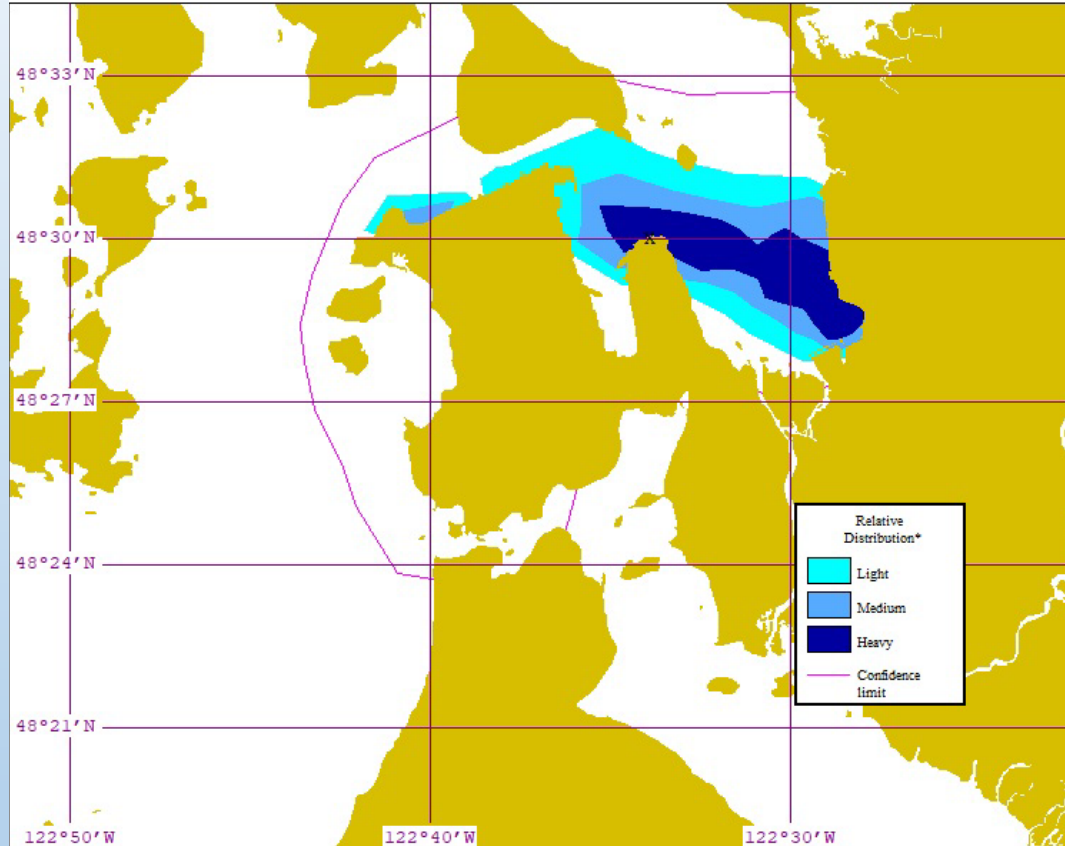 48°33'N
48°30'N
X
48°27'N
48°24'N
48°21'N
Relative
Distribution*
Light
Medium
Heavy
Confidence
limit
122°50'W
122°40'W
122°30'W